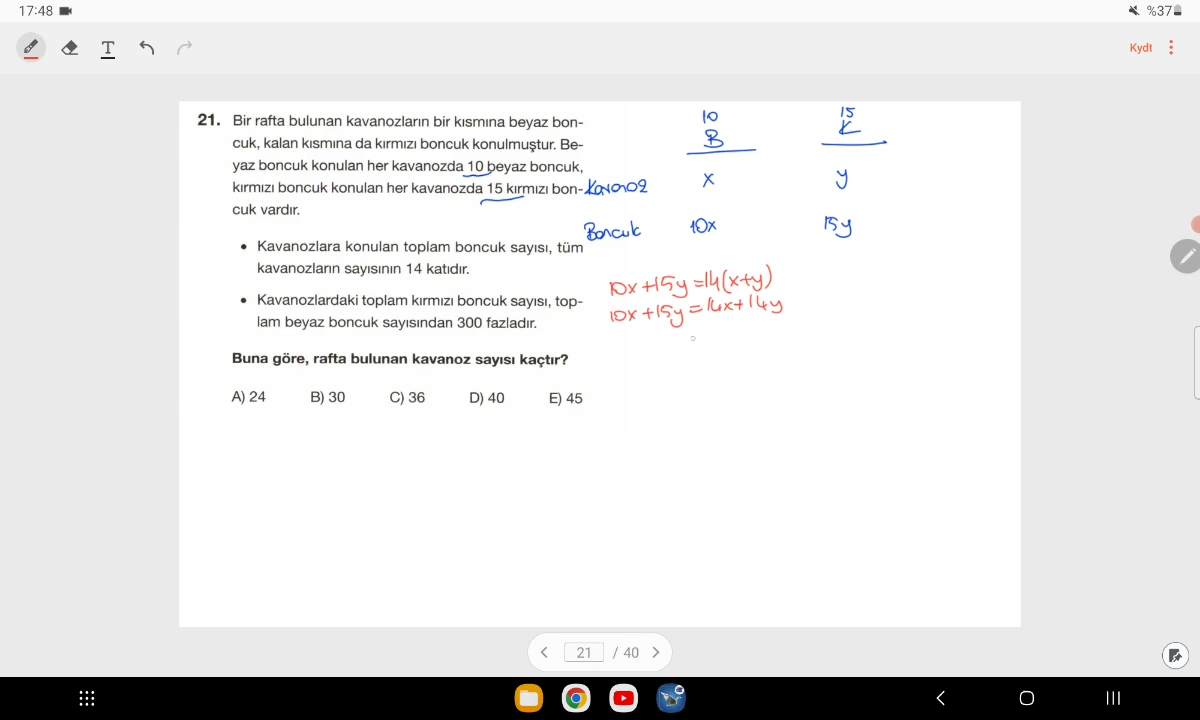 17:48
%37
T
Kydt
21. Bir rafta bulunan kavanozların bir kısmına beyaz bon-
cuk, kalan kısmına da kırmızı boncuk konulmuştur. Be-
yaz boncuk konulan her kavanozda 10 beyaz boncuk,
kırmızı boncuk konulan her kavanozda 15 kırmızı bon-
cuk vardır.
• Kavanozlara konulan toplam boncuk sayısı, tüm
kavanozların sayısının 14 katıdır.
• Kavanozlardaki toplam kırmızı boncuk sayısı, top-
lam beyaz boncuk sayısından 300 fazladır.
Buna göre, rafta bulunan kavanoz sayısı kaçtır?
A) 24 B) 30 C) 36 D) 40 E) 45
10 15
B K
Kavanoz x y
Boncuk 10x 15y
10x+15y=14(x+y)
10x+15y=14x+14y
21 / 40